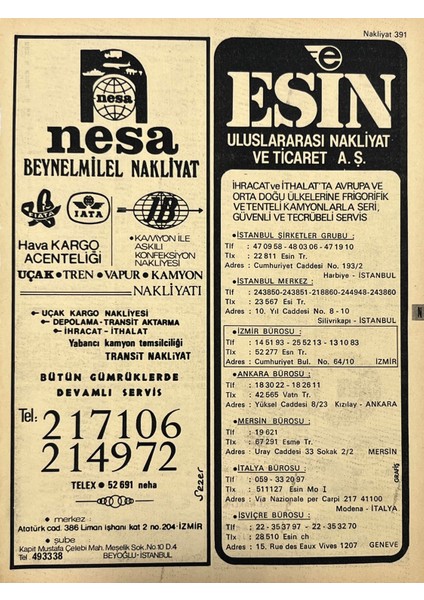 Nakliyat 391
n
nesa
nesa
BEYNELMİLEL NAKLİYAT
FIATA
IATA
IB
Hava KARGO
ACENTELİĞİ
• KAMYON İLE
ASKILI
KONFEKSİYON
NAKLİYESİ
UÇAK • TREN • VAPUR • KAMYON
NAKLİYATI
UÇAK KARGO NAKLİYESİ
DEPOLAMA - TRANSİT AKTARMA
İHRACAT - İTHALAT
Yabancı kamyon temsilciliği
TRANSİT NAKLİYAT
BÜTÜN GÜMRÜKLERDE
DEVAMLI SERVİS
Tel: 217106
214972
TELEX • 52 691 neha
Sezer
• merkez:
Atatürk cad. 386 Liman işhanı kat 2 no. 204 - İZMİR
• şube
Kapit Mustafa Çelebi Mah. Meşelik Sok. No.10 D.4
Tel 493338 BEYOĞLU - İSTANBUL
e
ESİN
ULUSLARARASI NAKLİYAT
VE TİCARET A. Ş.
İHRACAT ve İTHALAT'TA AVRUPA VE
ORTA DOĞU ÜLKELERİNE FRİGORİFİK
VE TENTELİ KAMYONLARLA SERİ,
GÜVENLİ VE TECRÜBELİ SERVİS
• İSTANBUL ŞİRKETLER GRUBU :
Tlf : 47 09 58 - 48 03 06 - 47 19 10
Tlx : 22 811 Esin Tr.
Adres : Cumhuriyet Caddesi No. 193/2
Harbiye - İSTANBUL
• İSTANBUL MERKEZ :
Tlf : 243850-243851-218860-244948-243860
Tlx : 23 567 Esi Tr.
Adres : 10. Yıl Caddesi No. 8 - 10
Silivrikapı - İSTANBUL
• İZMİR BÜROSU :
Tlf : 14 51 93 - 25 52 13 - 13 10 83
Tlx : 52 277 Esn Tr.
Adres : Cumhuriyet Bul. No. 64/10 İZMİR
• ANKARA BÜROSU :
Tlf : 18 30 22 - 18 26 11
Tlx : 42 565 Vatn Tr.
Adres : Yüksel Caddesi 8/23 Kızılay - ANKARA
• MERSİN BÜROSU :
Tlf : 19 621
Tlx : 67 291 Esme Tr.
Adres : Uray Caddesi 33 Sokak 2/2 MERSİN
• İTALYA BÜROSU :
Tlf : 059 - 33 20 97
Tlx : 511127 Esin Mo I
Adres : Via Nazionale per Carpi 217 41100
Modena - İTALYA
• İSVİÇRE BÜROSU :
Tlf : 22 - 35 37 97 - 22 - 35 32 70
Tlx : 28 510 Esin ch
Adres : 15, Rue des Eaux Vives 1207 GENEVE
GRAFİŞ
N